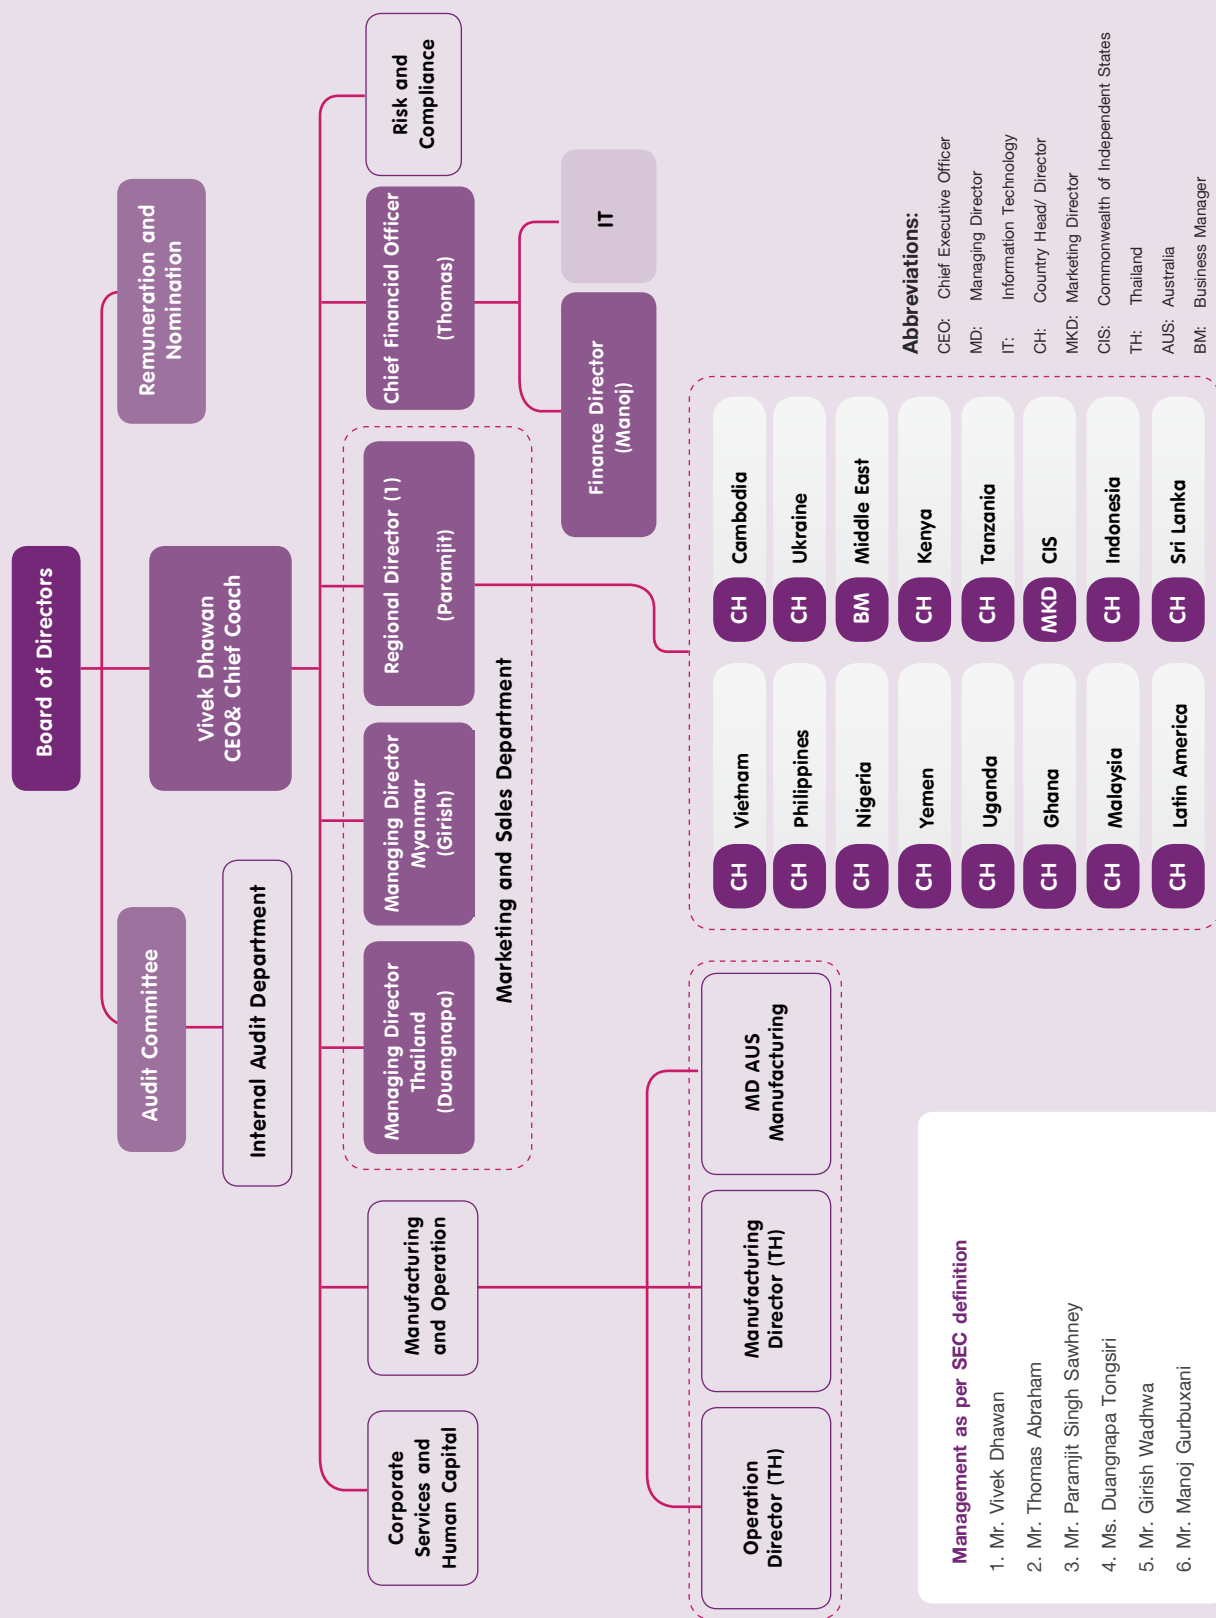 Board of Directors
Audit Committee
Remuneration and
Nomination
Internal Audit Department
Vivek Dhawan
CEO& Chief Coach
Corporate
Services and
Human Capital
Manufacturing
and Operation
Managing Director
Thailand
(Duangnapa)
Managing Director
Myanmar
(Girish)
Regional Director (1)
(Paramjit)
Chief Financial Officer
(Thomas)
Risk and
Compliance
Marketing and Sales Department
Finance Director
(Manoj)
IT
Operation
Director (TH)
Manufacturing
Director (TH)
MD AUS
Manufacturing
CH Vietnam
CH Cambodia
CH Philippines
CH Ukraine
CH Nigeria
BM Middle East
CH Yemen
CH Kenya
CH Uganda
CH Tanzania
CH Ghana
MKD CIS
CH Malaysia
CH Indonesia
CH Latin America
CH Sri Lanka
Management as per SEC definition
1. Mr. Vivek Dhawan
2. Mr. Thomas Abraham
3. Mr. Paramjit Singh Sawhney
4. Ms. Duangnapa Tongsiri
5. Mr. Girish Wadhwa
6. Mr. Manoj Gurbuxani
Abbreviations:
CEO: Chief Executive Officer
MD: Managing Director
IT: Information Technology
CH: Country Head/ Director
MKD: Marketing Director
CIS: Commonwealth of Independent States
TH: Thailand
AUS: Australia
BM: Business Manager